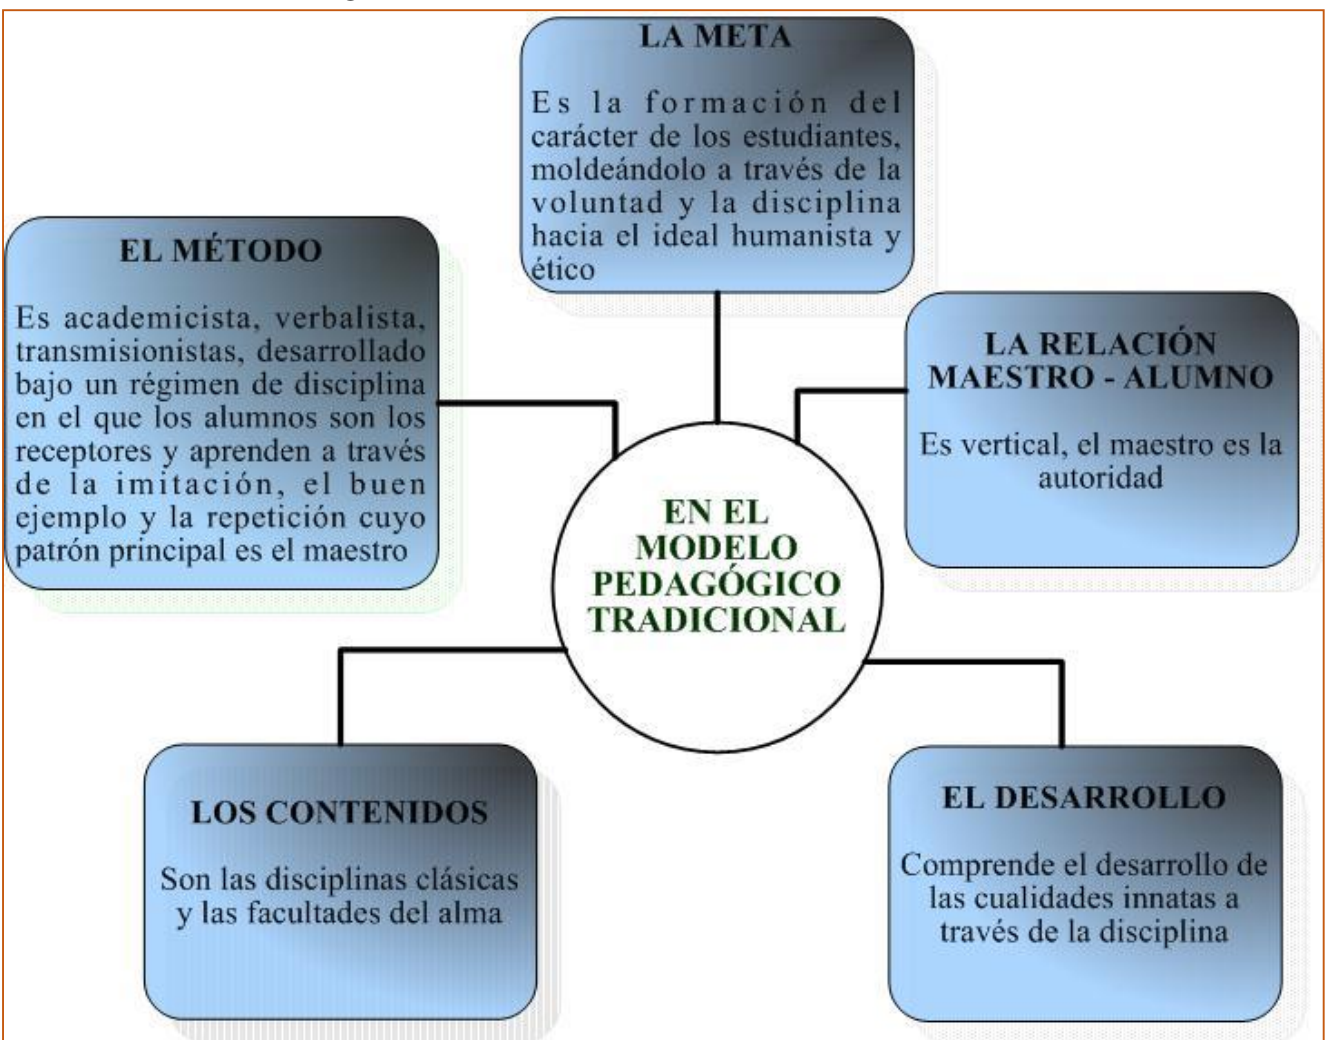 LA META
Es la formación del
carácter de los estudiantes,
moldeándolo a través de la
voluntad y la disciplina
hacia el ideal humanista y
ético
EL MÉTODO
Es academicista, verbalista,
transmisionistas, desarrollado
bajo un régimen de disciplina
en el que los alumnos son los
receptores y aprenden a través
de la imitación, el buen
ejemplo y la repetición cuyo
patrón principal es el maestro
LA RELACIÓN
MAESTRO - ALUMNO
Es vertical, el maestro es la
autoridad
EN EL
MODELO
PEDAGÓGICO
TRADICIONAL
LOS CONTENIDOS
Son las disciplinas clásicas
y las facultades del alma
EL DESARROLLO
Comprende el desarrollo de
las cualidades innatas a
través de la disciplina